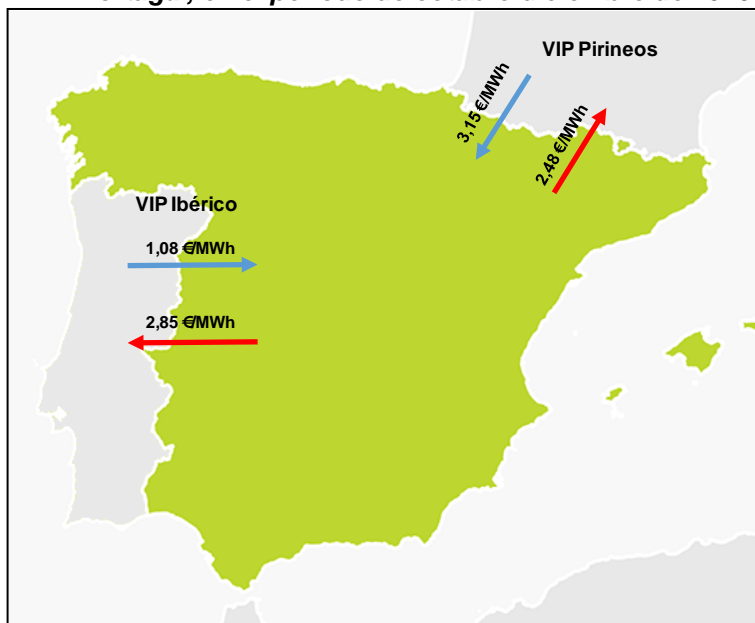 VIP Pirineos
3,15 €/MWh
2,48 €/MWh
VIP Ibérico
1,08 €/MWh
2,85 €/MWh